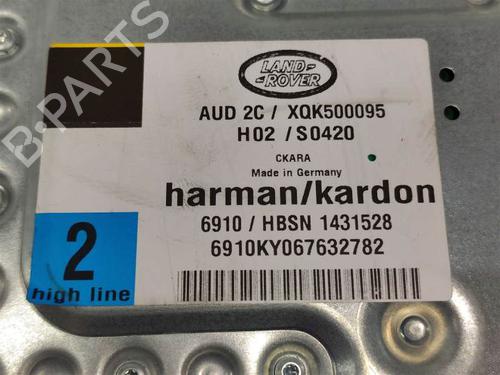 LAND
ROVER
AUD 2C / XQK500095
H02 / S0420
CKARA
Made in Germany
harman/kardon
6910 / HBSN 1431528
6910KY067632782
2
high line
B-PARTS